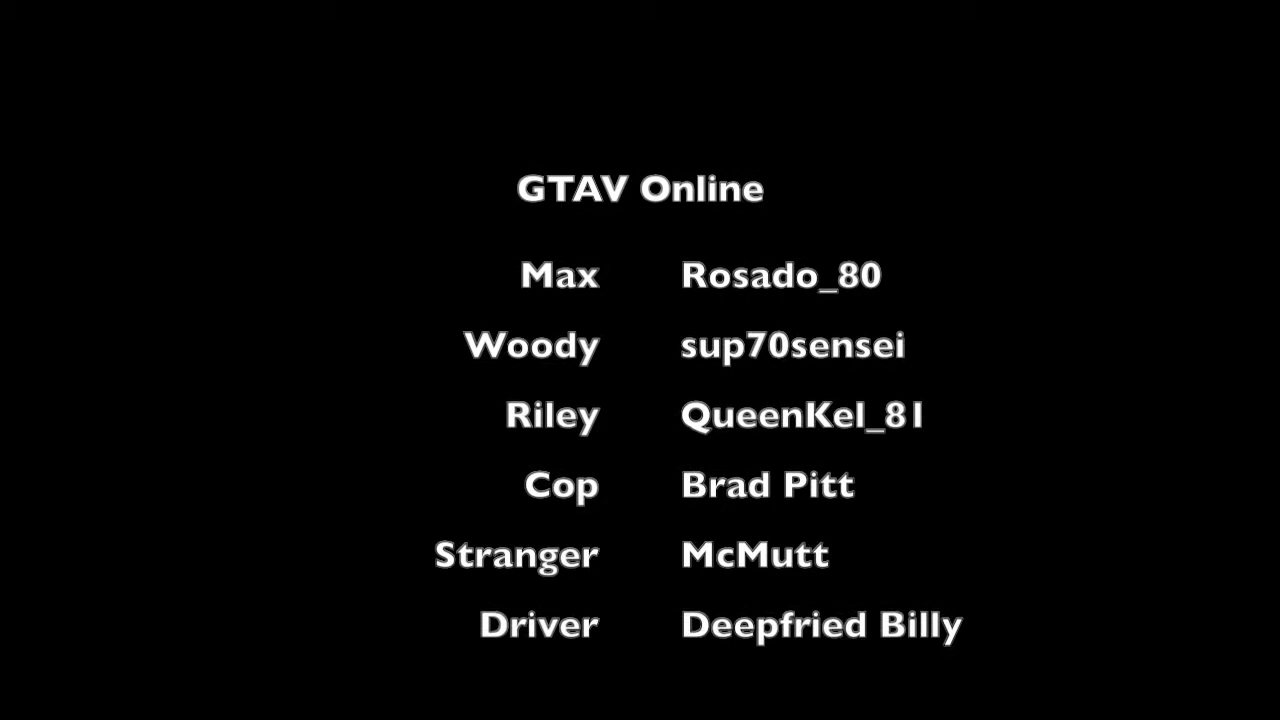 GTAV Online
Max Rosado_80
Woody sup70sensei
Riley QueenKel_81
Cop Brad Pitt
Stranger McMutt
Driver Deepfried Billy